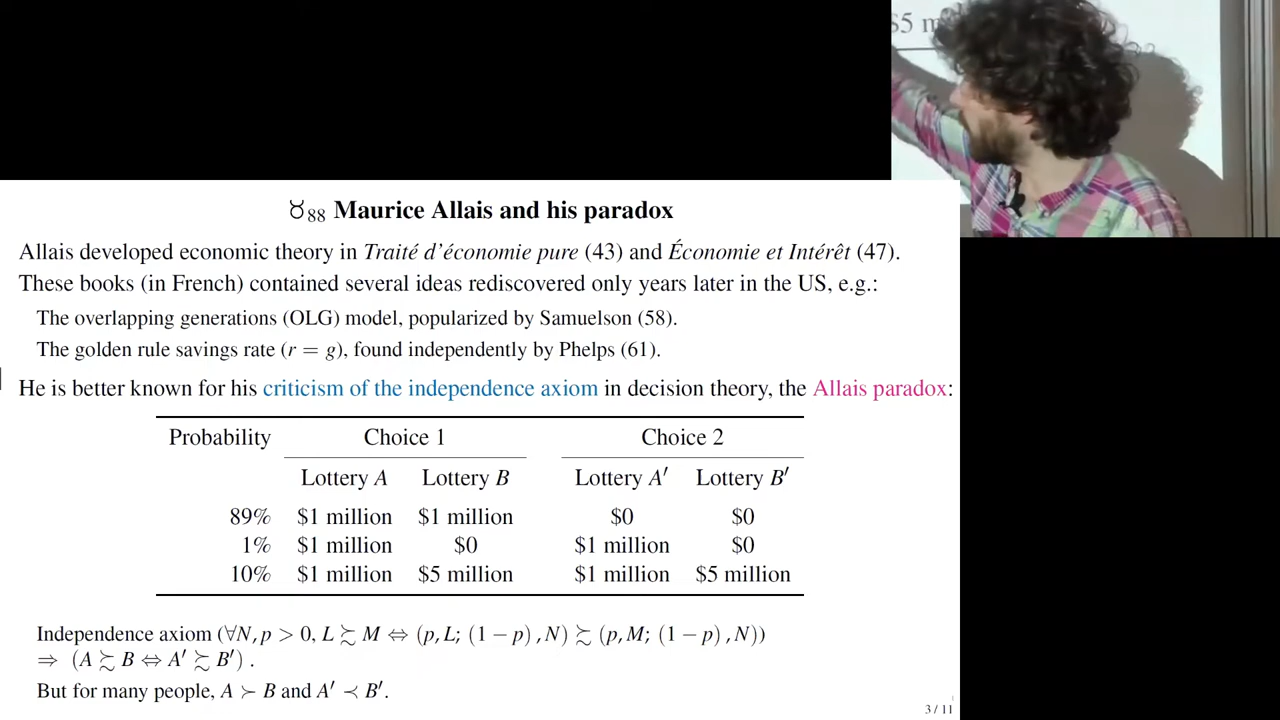 $5 m
♉88 Maurice Allais and his paradox
Allais developed economic theory in Traité d'économie pure (43) and Économie et Intérêt (47).
These books (in French) contained several ideas rediscovered only years later in the US, e.g.:
The overlapping generations (OLG) model, popularized by Samuelson (58).
The golden rule savings rate (r = g), found independently by Phelps (61).
He is better known for his criticism of the independence axiom in decision theory, the Allais paradox:
Probability Choice 1 Choice 2
Lottery A Lottery B Lottery A′ Lottery B′
89% $1 million $1 million $0 $0
1% $1 million $0 $1 million $0
10% $1 million $5 million $1 million $5 million
Independence axiom (∀N, p > 0, L ≿ M ⇔ (p, L; (1 − p), N) ≿ (p, M; (1 − p), N))
⇒ (A ≿ B ⇔ A′ ≿ B′).
But for many people, A ≻ B and A′ ≺ B′.
3 / 11